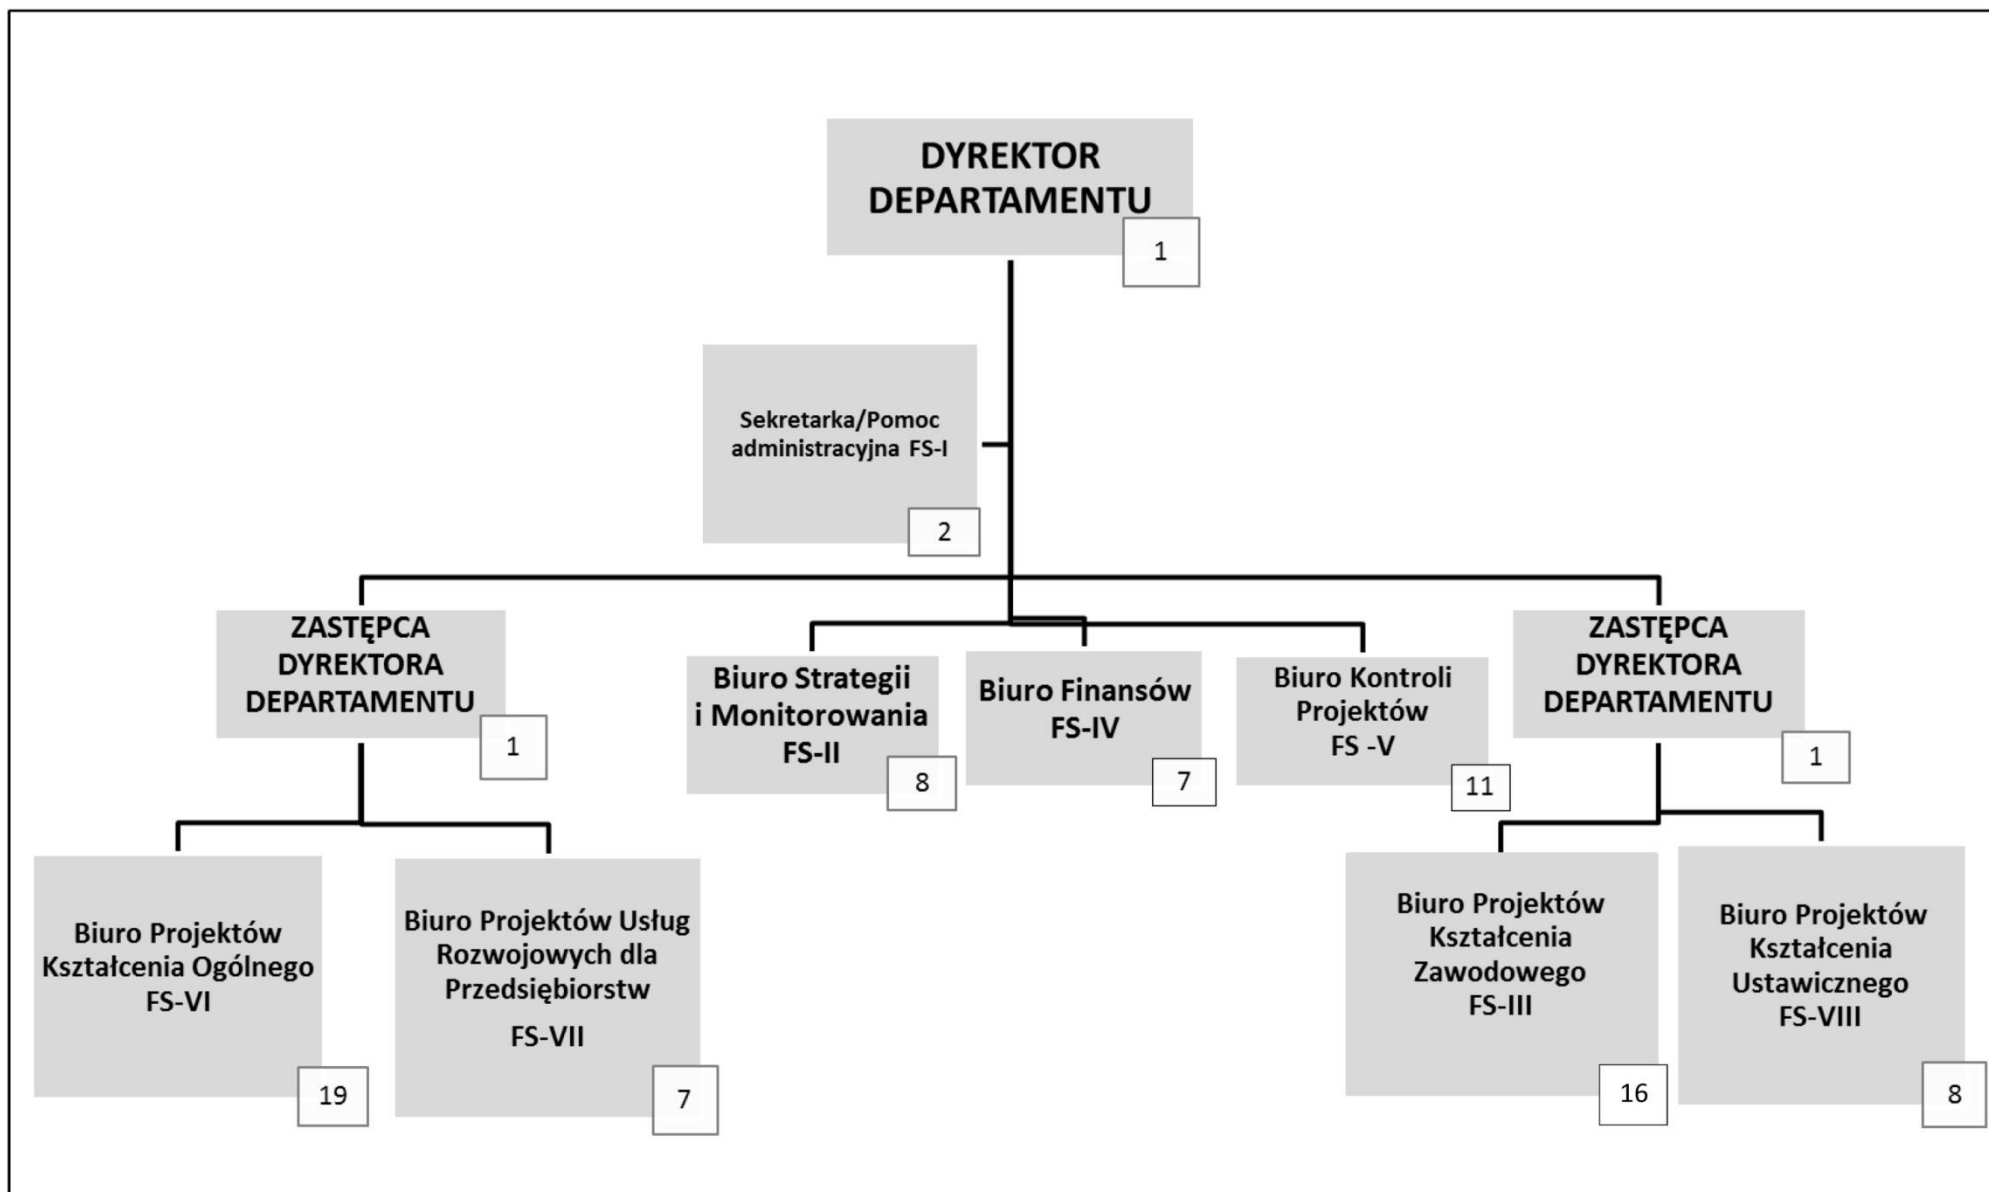 DYREKTOR
DEPARTAMENTU
1
Sekretarka/Pomoc
administracyjna FS-I
2
ZASTĘPCA
DYREKTORA
DEPARTAMENTU
1
Biuro Strategii
i Monitorowania
FS-II
8
Biuro Finansów
FS-IV
7
Biuro Kontroli
Projektów
FS -V
11
ZASTĘPCA
DYREKTORA
DEPARTAMENTU
1
Biuro Projektów
Kształcenia Ogólnego
FS-VI
19
Biuro Projektów Usług
Rozwojowych dla
Przedsiębiorstw
FS-VII
7
Biuro Projektów
Kształcenia
Zawodowego
FS-III
16
Biuro Projektów
Kształcenia
Ustawicznego
FS-VIII
8